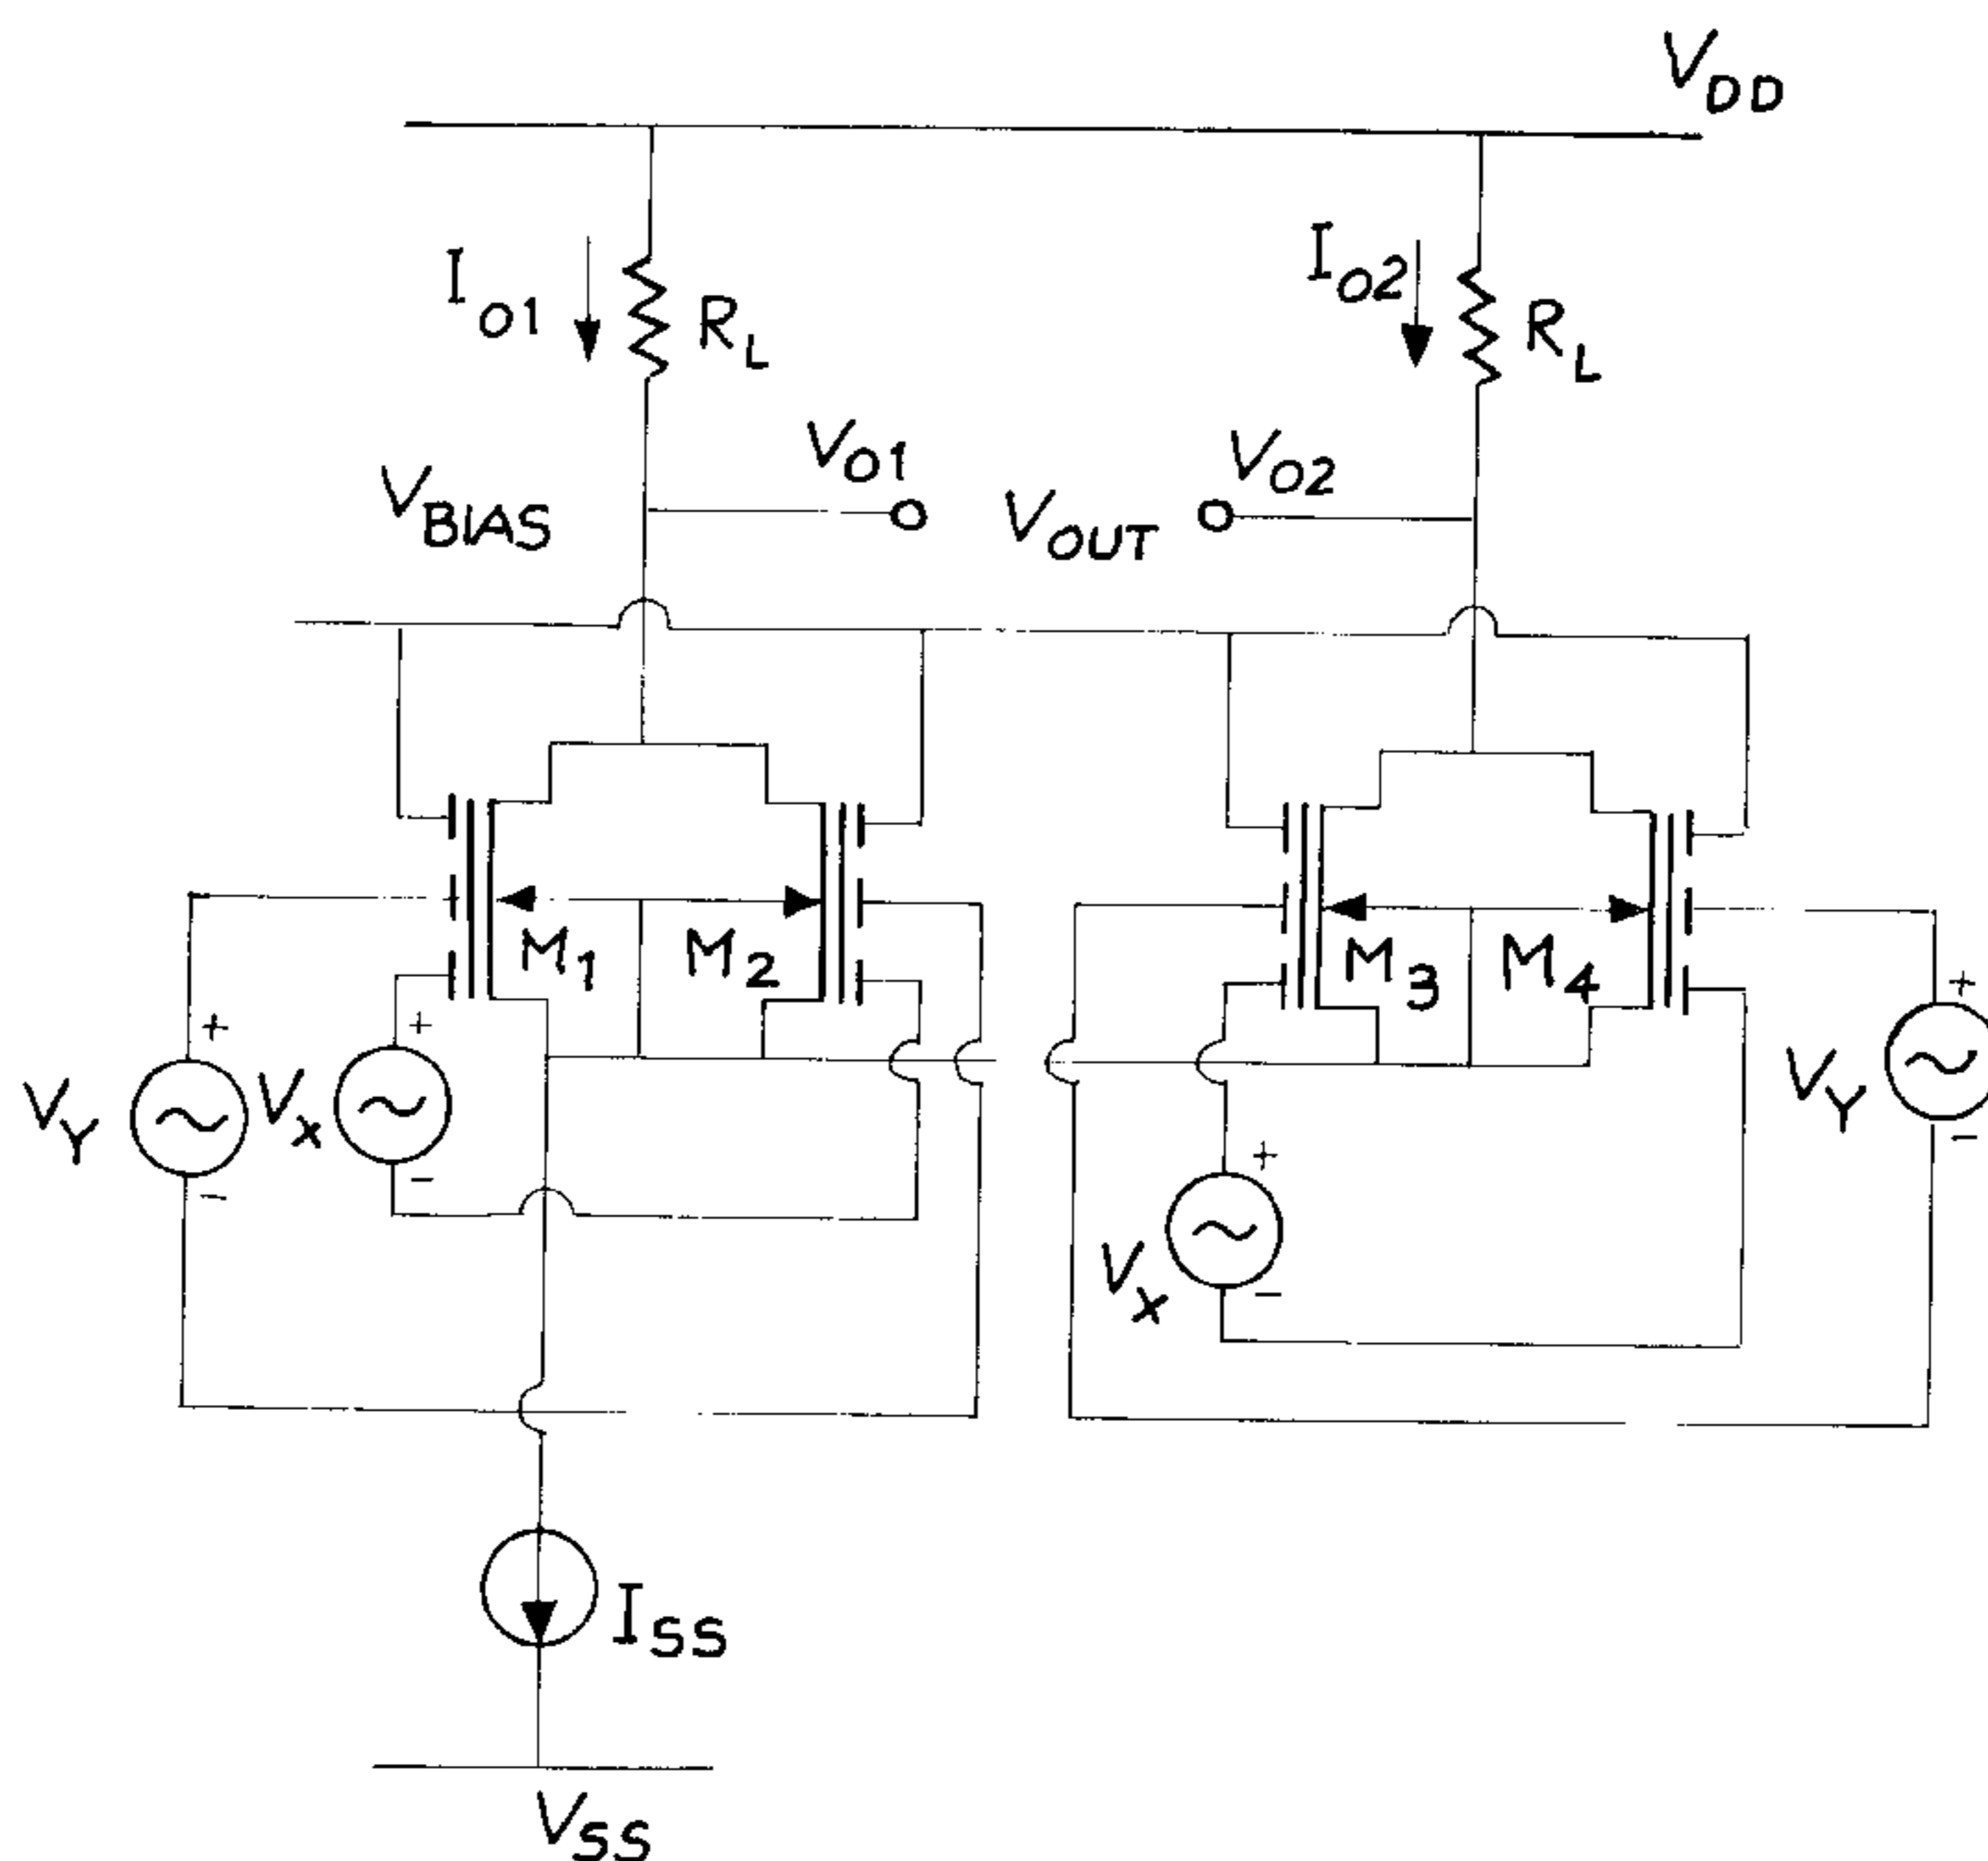 V_DD
I_O1
R_L
I_O2
R_L
V_BIAS
V_O1
V_OUT
V_O2
M_1
M_2
M_3
M_4
+
+
+
V_Y
V_X
V_Y
-
-
-
+
V_X
-
I_SS
V_SS